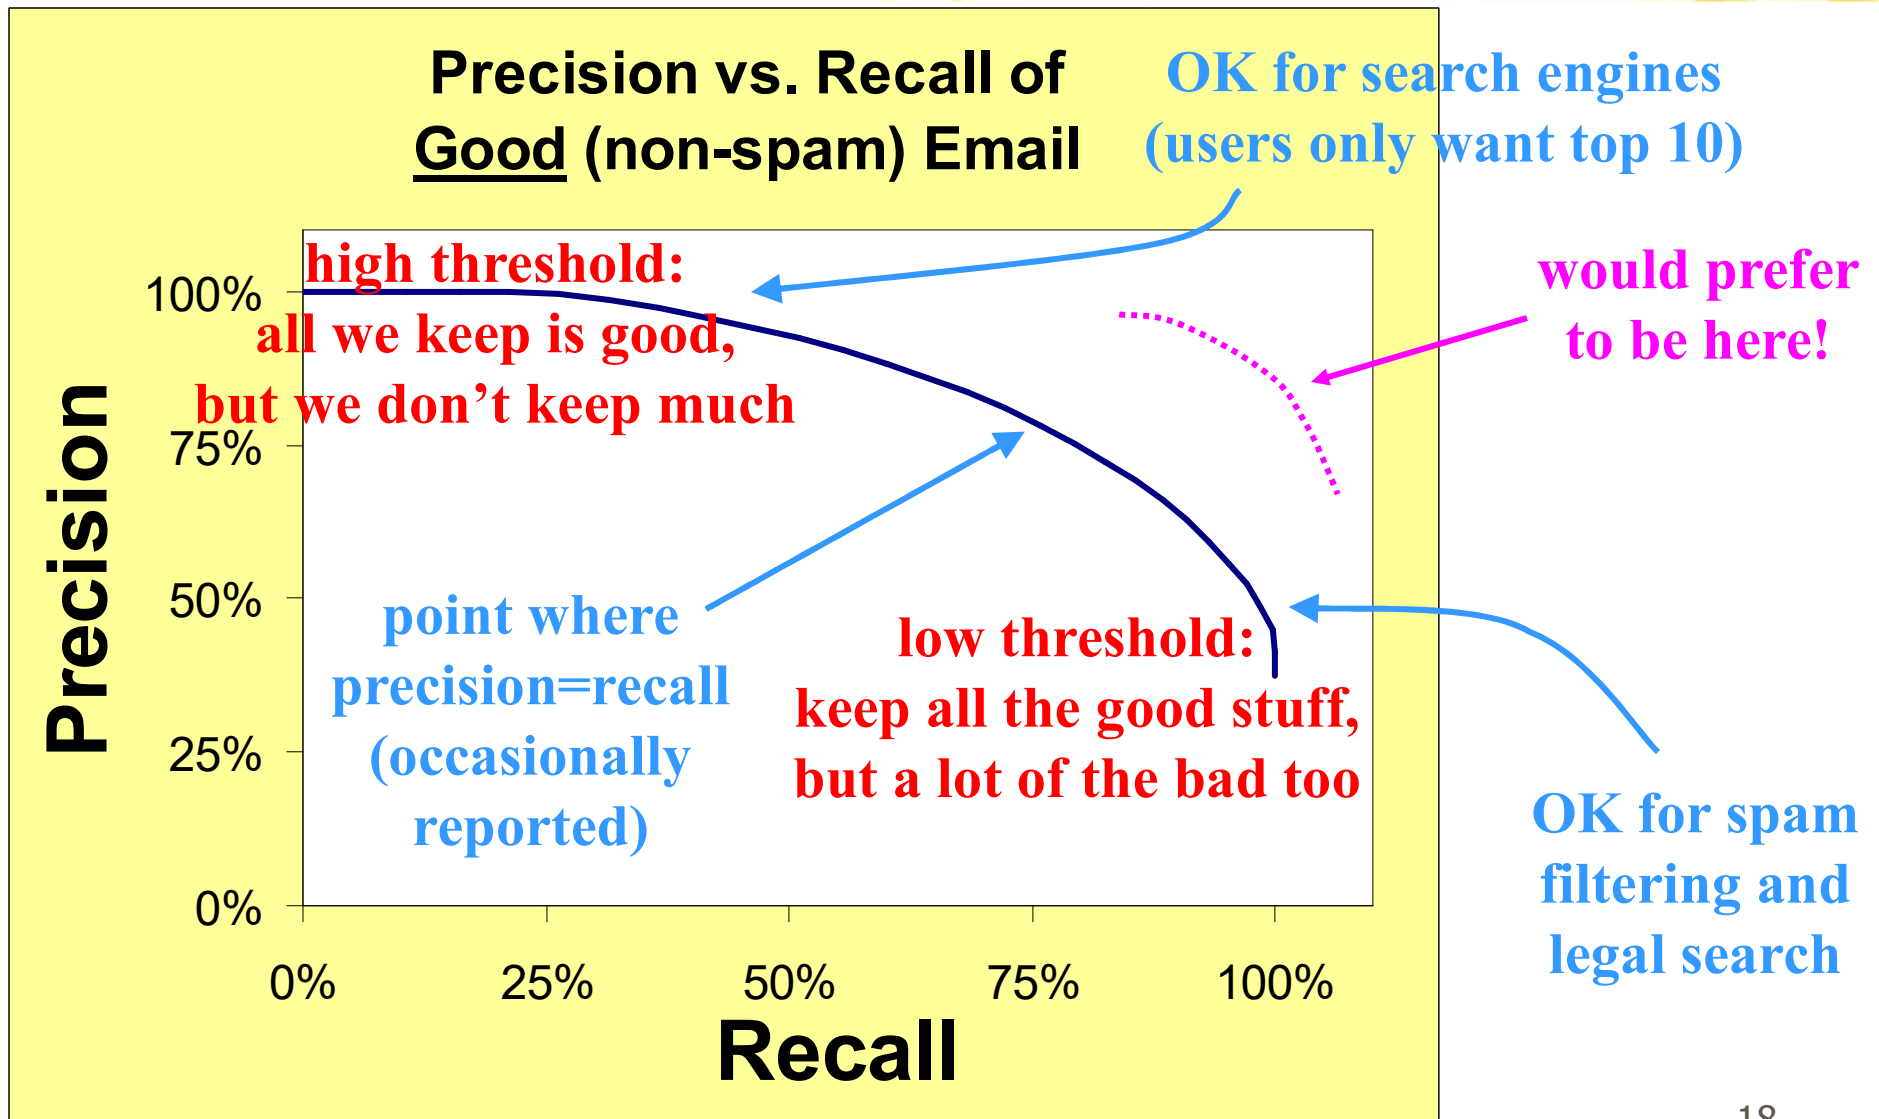 Precision vs. Recall of
Good (non-spam) Email
OK for search engines
(users only want top 10)
would prefer
to be here!
high threshold:
all we keep is good,
but we don't keep much
point where
precision=recall
(occasionally
reported)
low threshold:
keep all the good stuff,
but a lot of the bad too
OK for spam
filtering and
legal search
Precision
100%
75%
50%
25%
0%
0% 25% 50% 75% 100%
Recall
18